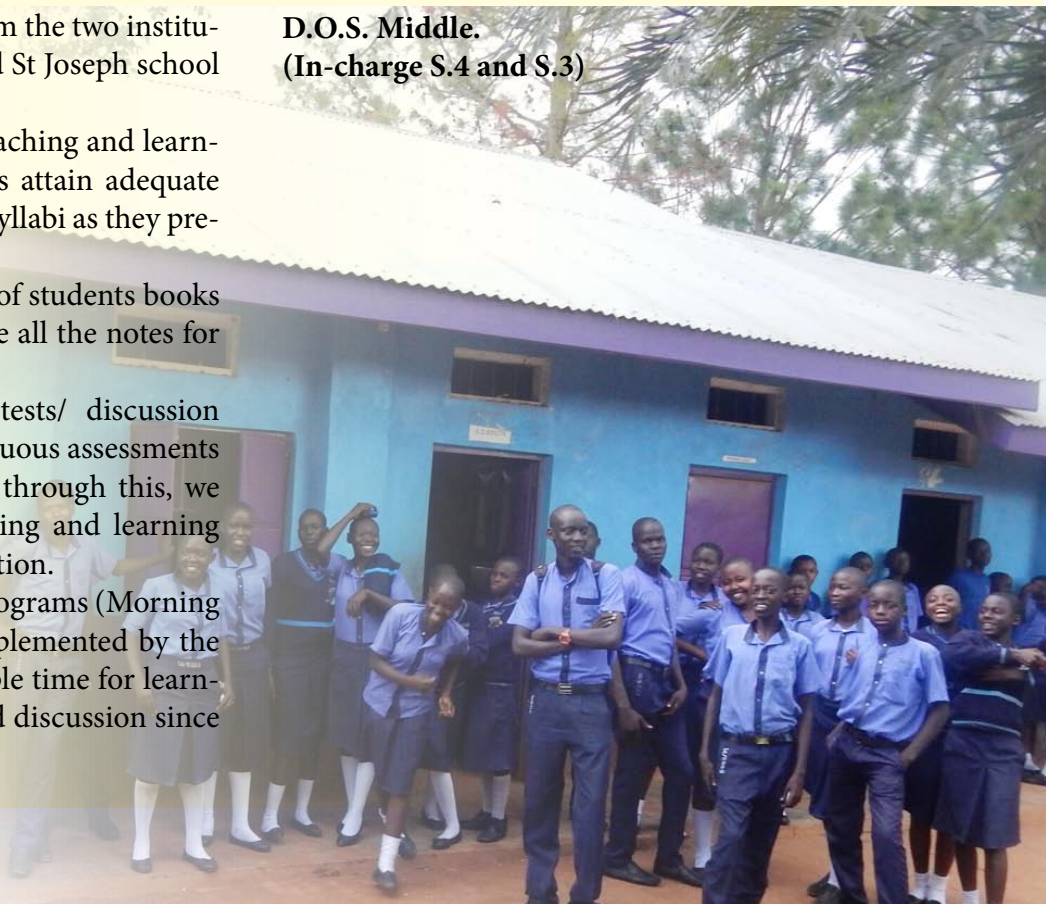 m the two institu-
d St Joseph school
aching and learn-
s attain adequate
yllabi as they pre-
of students books
e all the notes for
tests/ discussion
uous assessments
through this, we
ing and learning
tion.
ograms (Morning
plemented by the
ole time for learn-
d discussion since
D.O.S. Middle.
(In-charge S.4 and S.3)